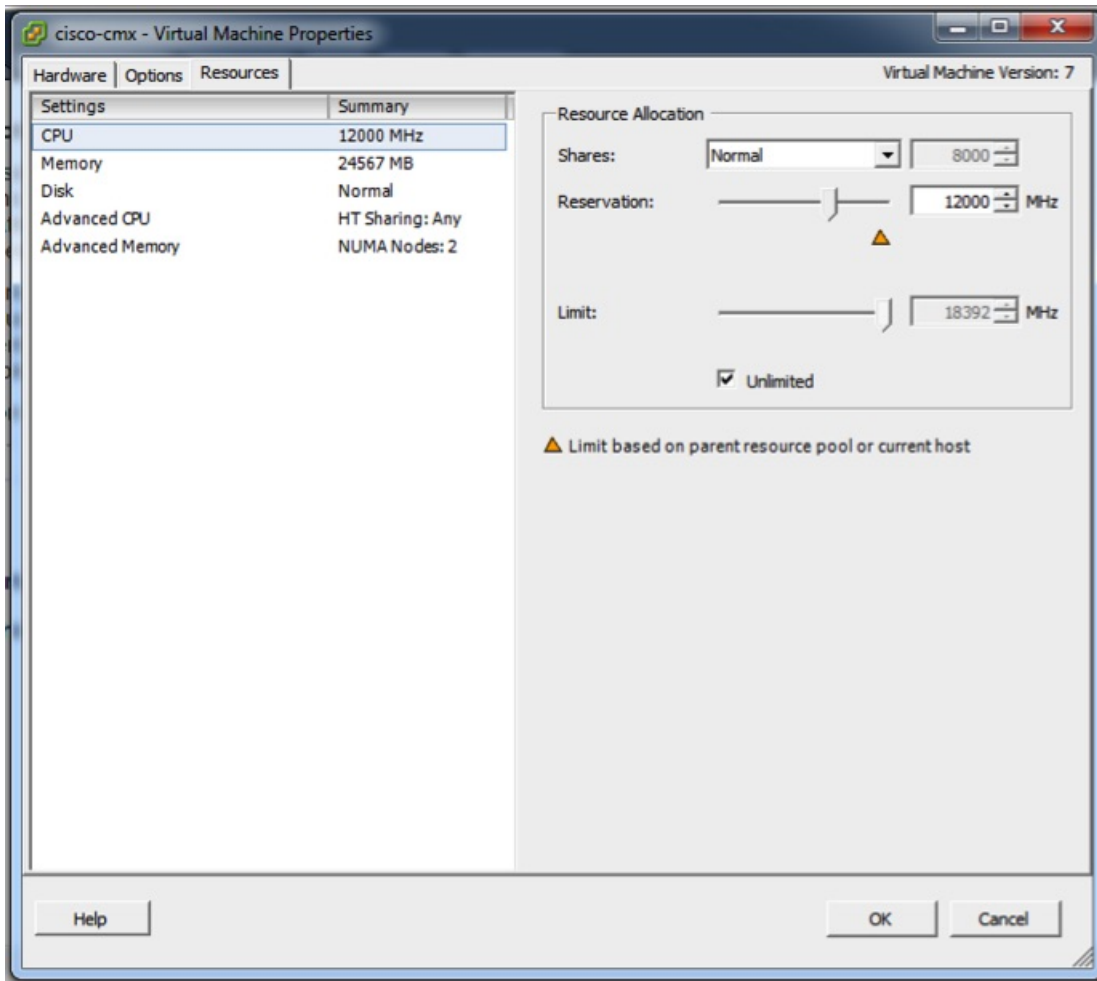 cisco-cmx - Virtual Machine Properties
Hardware Options Resources Virtual Machine Version: 7
Settings Summary
CPU 12000 MHz
Memory 24567 MB
Disk Normal
Advanced CPU HT Sharing: Any
Advanced Memory NUMA Nodes: 2
Resource Allocation
Shares: Normal 8000
Reservation: 12000 MHz
Limit: 18392 MHz
Unlimited
Limit based on parent resource pool or current host
Help OK Cancel